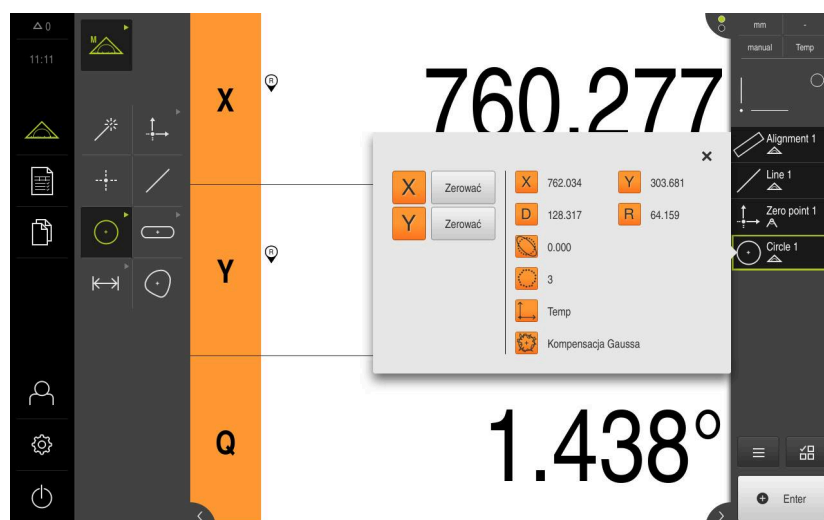 △ 0
11:11
M
X
R
760.277
mm
-
manual
Temp
X
Zerować
Y
Zerować
X 762.034 Y 303.681
D 128.317 R 64.159
0.000
3
Temp
Kompensacja Gaussa
Alignment 1
Line 1
Zero point 1
Circle 1
Y
R
Q
1.438°
Enter